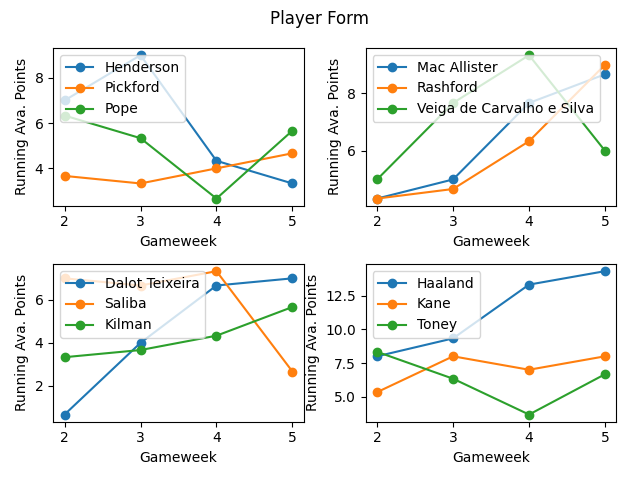 Player Form
Running Ava. Points
8
6
4
Henderson
Pickford
Pope
2 3 4 5
Gameweek
Running Ava. Points
8
6
Mac Allister
Rashford
Veiga de Carvalho e Silva
2 3 4 5
Gameweek
Running Ava. Points
6
4
2
Dalot Teixeira
Saliba
Kilman
2 3 4 5
Gameweek
Running Ava. Points
12.5
10.0
7.5
5.0
Haaland
Kane
Toney
2 3 4 5
Gameweek